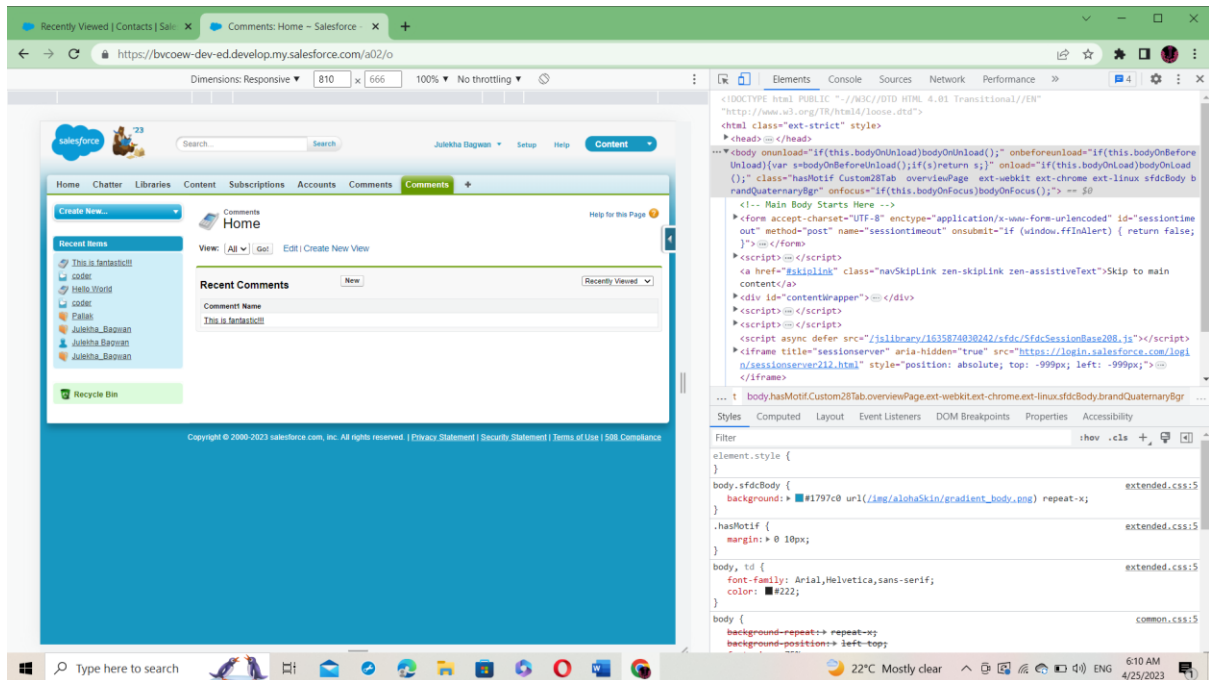 Recently Viewed | Contacts | Sale
Comments: Home ~ Salesforce -
https://bvcoew-dev-ed.develop.my.salesforce.com/a02/o
Dimensions: Responsive ▼ 810 x 666 100% ▼ No throttling ▼
salesforce '23
Search... Search
Julekha Bagwan ▼ Setup Help Content
Home Chatter Libraries Content Subscriptions Accounts Comments Comments +
Create New...
Recent Items
This is fantastic!!!
coder
Hello World
coder
Pallak
Julekha_Bagwan
Julekha Bagwan
Julekha_Bagwan
Recycle Bin
Comments
Home
Help for this Page
View: All Go! Edit | Create New View
Recent Comments New Recently Viewed
Comment1 Name
This is fantastic!!!
Copyright © 2000-2023 salesforce.com, inc. All rights reserved. | Privacy Statement | Security Statement | Terms of Use | 508 Compliance
Elements Console Sources Network Performance » 4
<!DOCTYPE html PUBLIC "-//W3C//DTD HTML 4.01 Transitional//EN"
"http://www.w3.org/TR/html4/loose.dtd">
<html class="ext-strict" style>
<head>…</head>
<body onunload="if(this.bodyOnUnload)bodyOnUnload();" onbeforeunload="if(this.bodyOnBefore
Unload){var s=bodyOnBeforeUnload();if(s)return s;}" onload="if(this.bodyOnLoad)bodyOnLoad
();" class="hasMotif Custom28Tab overviewPage ext-webkit ext-chrome ext-linux sfdcBody b
randQuaternaryBgr" onfocus="if(this.bodyOnFocus)bodyOnFocus();"> == $0
<!-- Main Body Starts Here -->
<form accept-charset="UTF-8" enctype="application/x-www-form-urlencoded" id="sessiontime
out" method="post" name="sessiontimeout" onsubmit="if (window.ffInAlert) { return false;
}">…</form>
<script>…</script>
<a href="#skiplink" class="navSkipLink zen-skipLink zen-assistiveText">Skip to main
content</a>
<div id="contentWrapper">…</div>
<script>…</script>
<script>…</script>
<script async defer src="/jslibrary/1635874030242/sfdc/SfdcSessionBase208.js"></script>
<iframe title="sessionserver" aria-hidden="true" src="https://login.salesforce.com/logi
n/sessionserver212.html" style="position: absolute; top: -999px; left: -999px;">…
</iframe>
... t body.hasMotif.Custom28Tab.overviewPage.ext-webkit.ext-chrome.ext-linux.sfdcBody.brandQuaternaryBgr ...
Styles Computed Layout Event Listeners DOM Breakpoints Properties Accessibility
Filter :hov .cls +
element.style {
}
body.sfdcBody { extended.css:5
background: #1797c0 url(/img/alohaSkin/gradient_body.png) repeat-x;
}
.hasMotif { extended.css:5
margin: 0 10px;
}
body, td { extended.css:5
font-family: Arial,Helvetica,sans-serif;
color: #222;
}
body { common.css:5
background-repeat: repeat-x;
background-position: left top;
Type here to search
22°C Mostly clear ENG 6:10 AM
4/25/2023 1